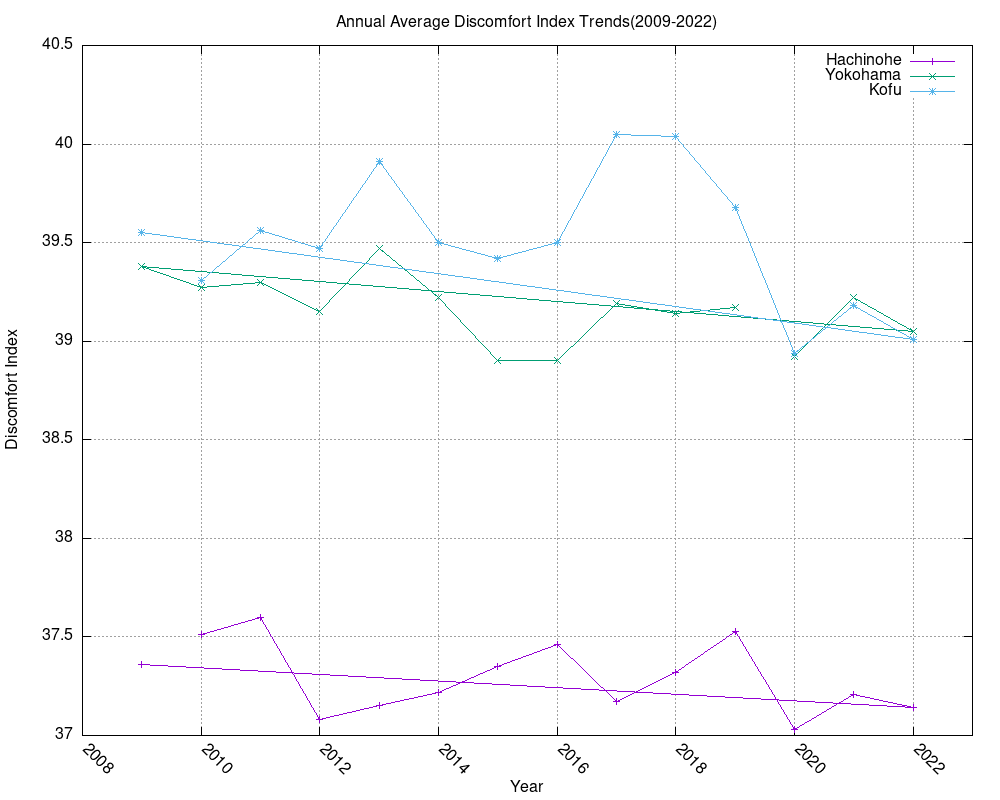 Annual Average Discomfort Index Trends(2009-2022)
40.5
40
39.5
39
38.5
38
37.5
37
Discomfort Index
Hachinohe
Yokohama
Kofu
2008
2010
2012
2014
2016
2018
2020
2022
Year